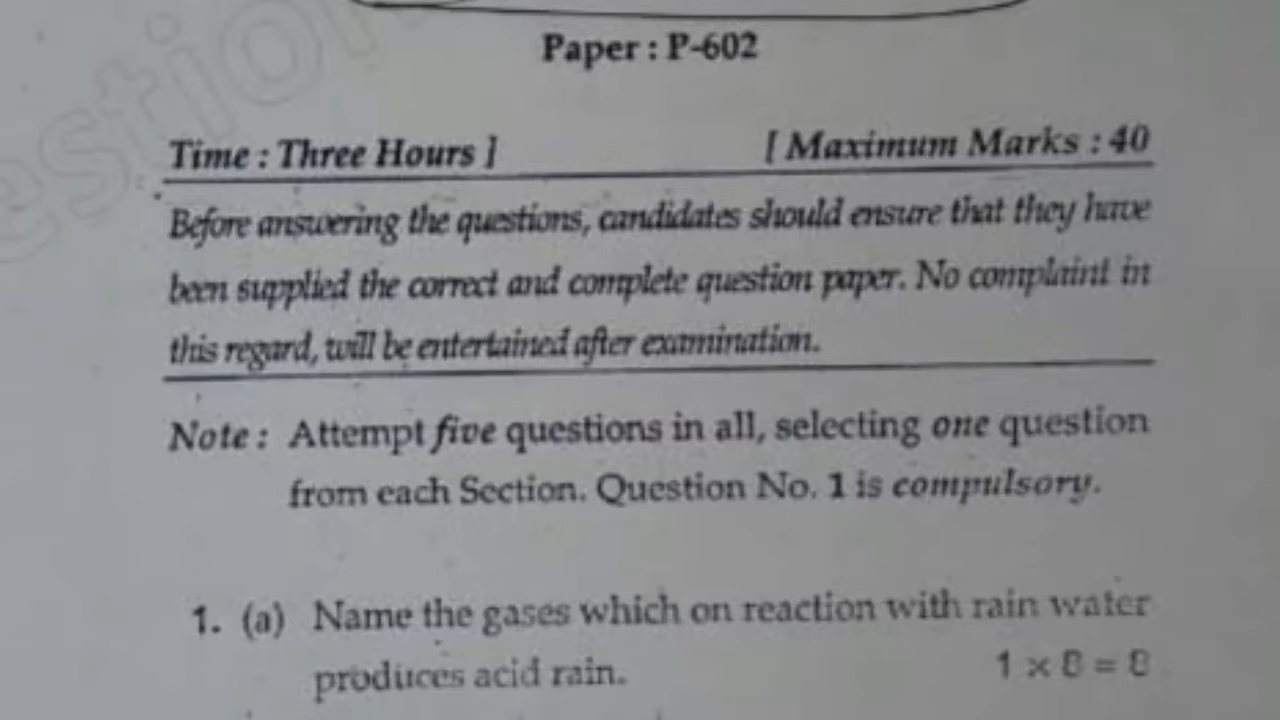 Paper : P-602
Time : Three Hours ] [ Maximum Marks : 40
Before answering the questions, candidates should ensure that they have
been supplied the correct and complete question paper. No complaint in
this regard, will be entertained after examination.
Note : Attempt five questions in all, selecting one question
from each Section. Question No. 1 is compulsory.
1. (a) Name the gases which on reaction with rain water
produces acid rain. 1 × 8 = 8